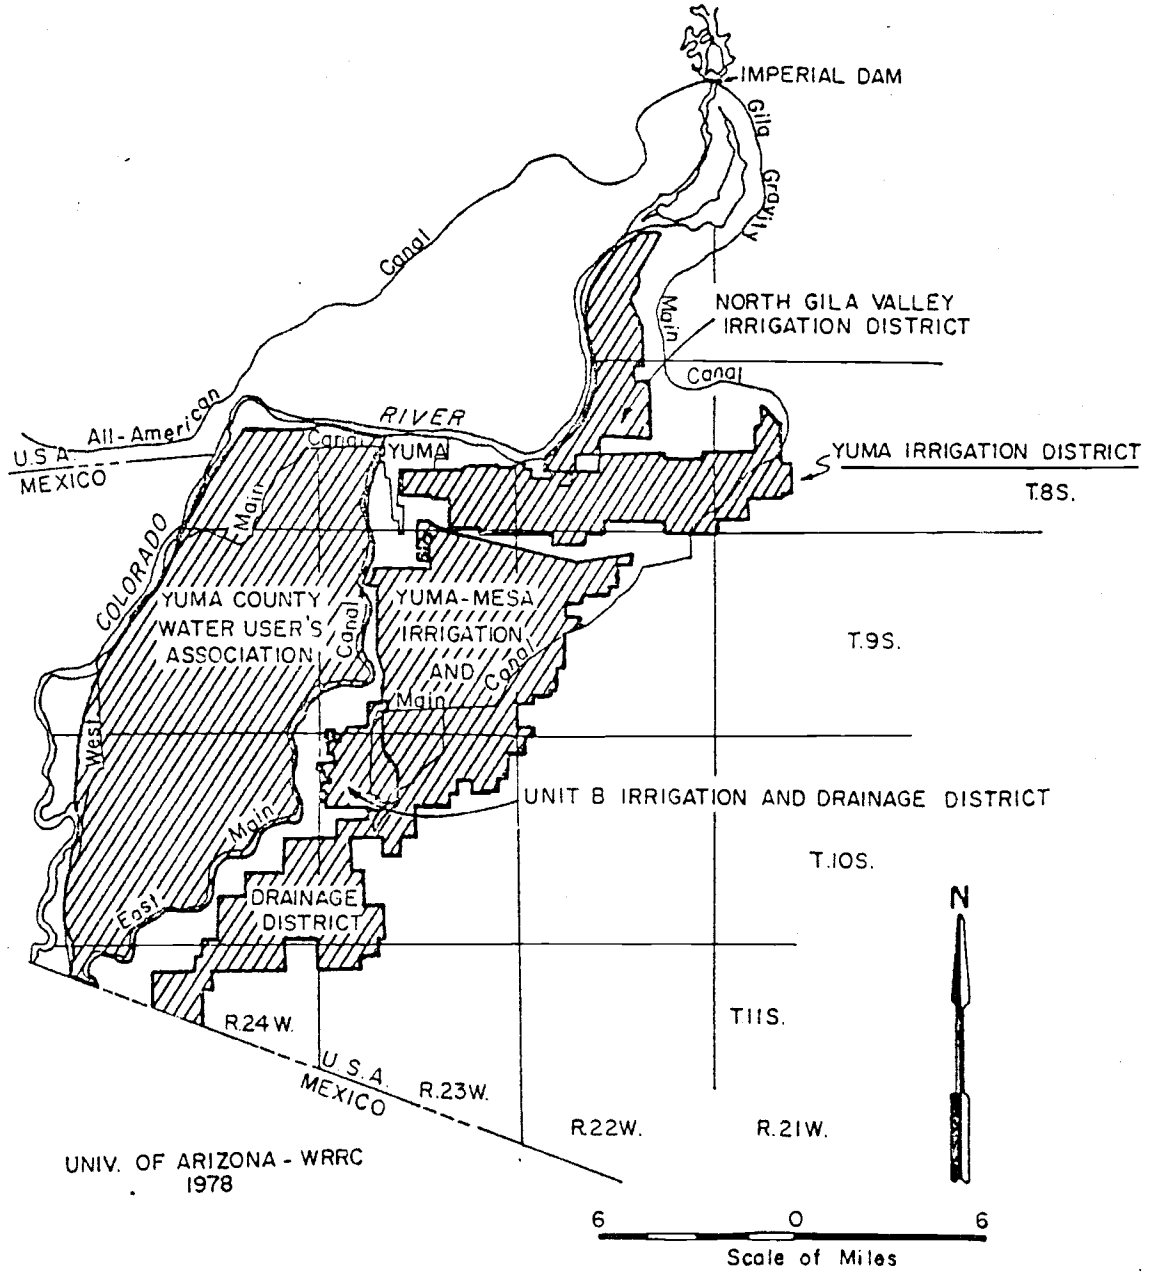 IMPERIAL DAM
Gila
Gravity
Main
Canal
Canal
NORTH GILA VALLEY
IRRIGATION DISTRICT
All-American
RIVER
U.S.A.
MEXICO
Canal
YUMA
YUMA IRRIGATION DISTRICT
T.8S.
Main
COLORADO
YUMA COUNTY
WATER USER'S
ASSOCIATION
Canal
YUMA-MESA
IRRIGATION
AND
Canal
Main
T.9S.
West
UNIT B IRRIGATION AND DRAINAGE DISTRICT
Main
T.10S.
East
DRAINAGE
DISTRICT
N
R.24W.
T11S.
U.S.A.
MEXICO
R.23W.
R.22W.
R.21W.
UNIV. OF ARIZONA - WRRC
1978
6 0 6
Scale of Miles